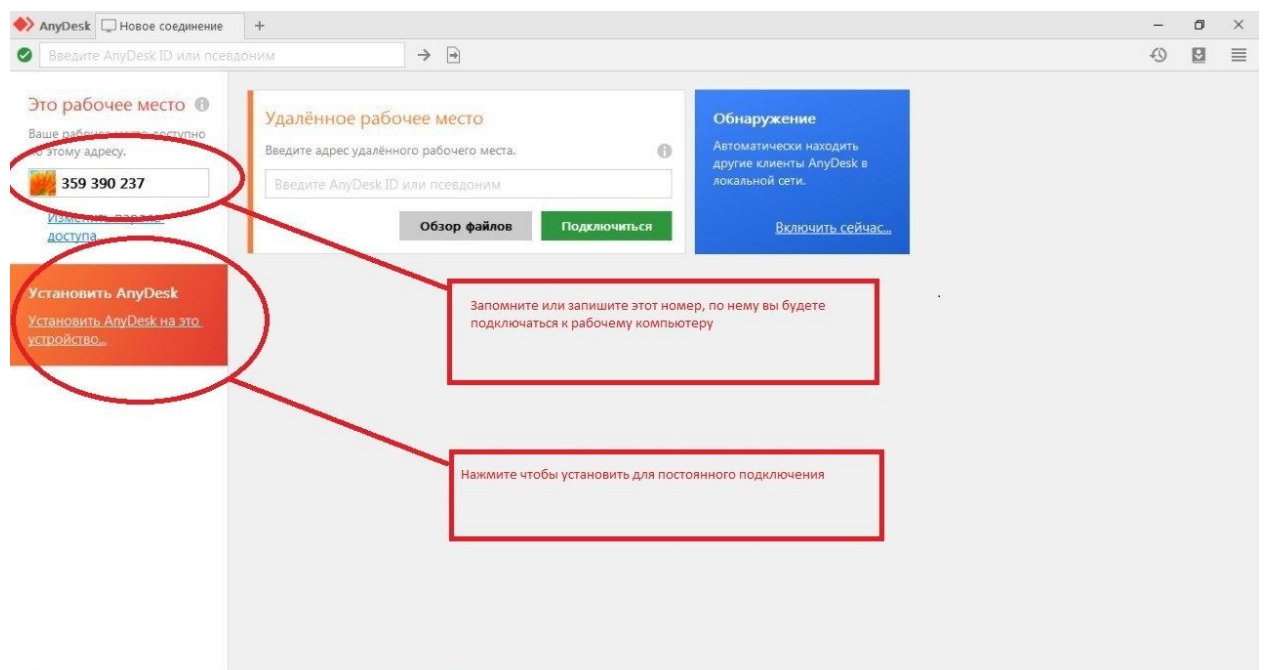 AnyDesk
Новое соединение
+
Введите AnyDesk ID или псевдоним
Это рабочее место
Ваше рабочее место доступно
по этому адресу.
359 390 237
Изменить пароль
доступа...
Установить AnyDesk
Установить AnyDesk на это
устройство...
Удалённое рабочее место
Введите адрес удалённого рабочего места.
Введите AnyDesk ID или псевдоним
Обзор файлов
Подключиться
Обнаружение
Автоматически находить
другие клиенты AnyDesk в
локальной сети.
Включить сейчас...
Запомните или запишите этот номер, по нему вы будете
подключаться к рабочему компьютеру
Нажмите чтобы установить для постоянного подключения